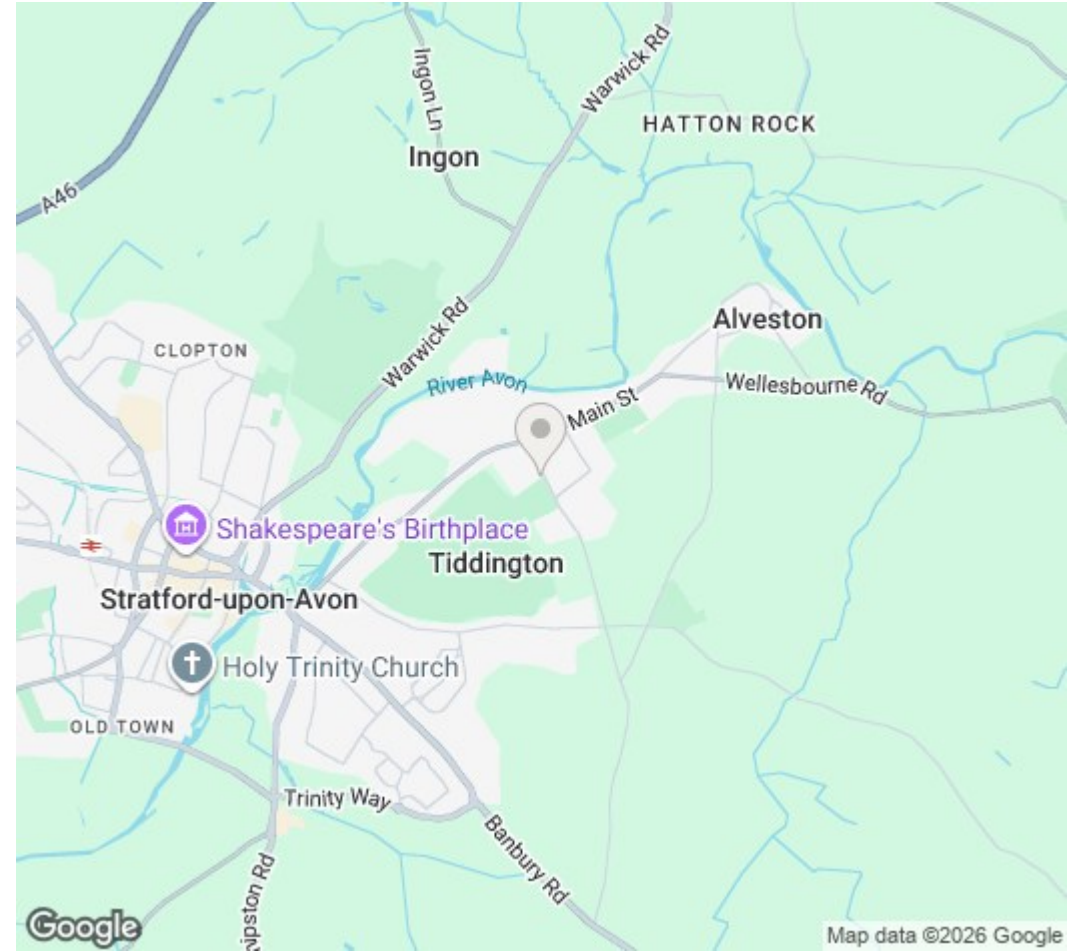 Ingon Ln
Warwick Rd
HATTON ROCK
Ingon
A46
Alveston
Warwick Rd
CLOPTON
River Avon
Wellesbourne Rd
Main St
Shakespeare's Birthplace
Tiddington
Stratford-upon-Avon
Holy Trinity Church
OLD TOWN
Trinity Way
Banbury Rd
Google
Map data ©2026 Google